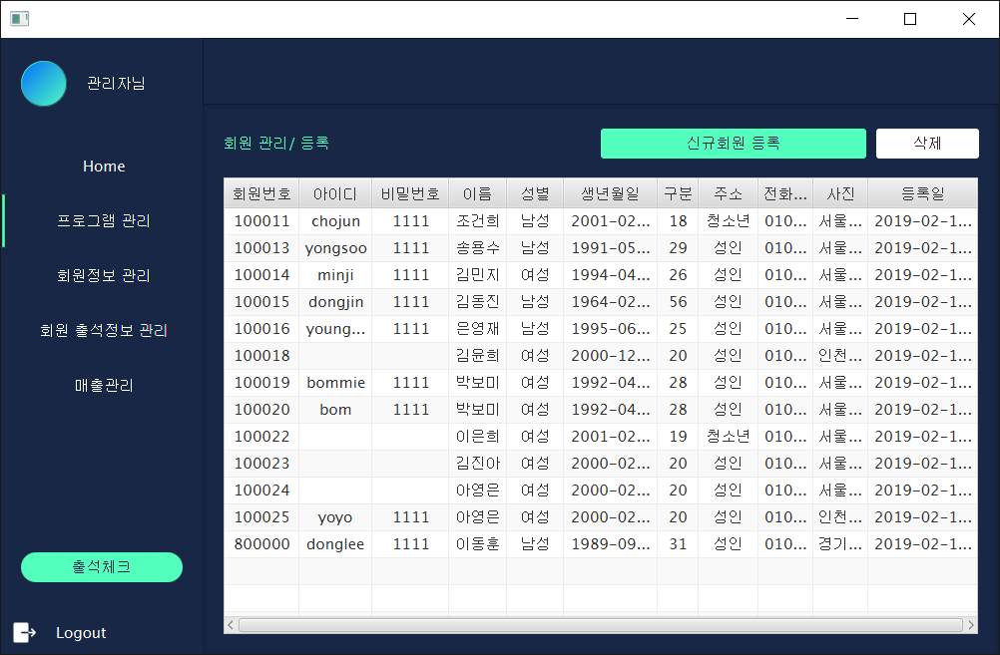 관리자님
Home
프로그램 관리
회원정보 관리
회원 출석정보 관리
매출관리
출석체크
Logout
회원 관리/ 등록
신규회원 등록
삭제
회원번호 아이디 비밀번호 이름 성별 생년월일 구분 주소 전화... 사진 등록일
100011 chojun 1111 조건희 남성 2001-02... 18 청소년 010... 서울... 2019-02-1...
100013 yongsoo 1111 송용수 남성 1991-05... 29 성인 010... 서울... 2019-02-1...
100014 minji 1111 김민지 여성 1994-04... 26 성인 010... 서울... 2019-02-1...
100015 dongjin 1111 김동진 남성 1964-02... 56 성인 010... 서울... 2019-02-1...
100016 young... 1111 은영재 남성 1995-06... 25 성인 010... 서울... 2019-02-1...
100018 김윤희 여성 2000-12... 20 성인 010... 인천... 2019-02-1...
100019 bommie 1111 박보미 여성 1992-04... 28 성인 010... 서울... 2019-02-1...
100020 bom 1111 박보미 여성 1992-04... 28 성인 010... 서울... 2019-02-1...
100022 이은희 여성 2001-02... 19 청소년 010... 서울... 2019-02-1...
100023 김진아 여성 2000-02... 20 성인 010... 서울... 2019-02-1...
100024 아영은 여성 2000-02... 20 성인 010... 서울... 2019-02-1...
100025 yoyo 1111 아영은 여성 2000-02... 20 성인 010... 인천... 2019-02-1...
800000 donglee 1111 이동훈 남성 1989-09... 31 성인 010... 경기... 2019-02-1...